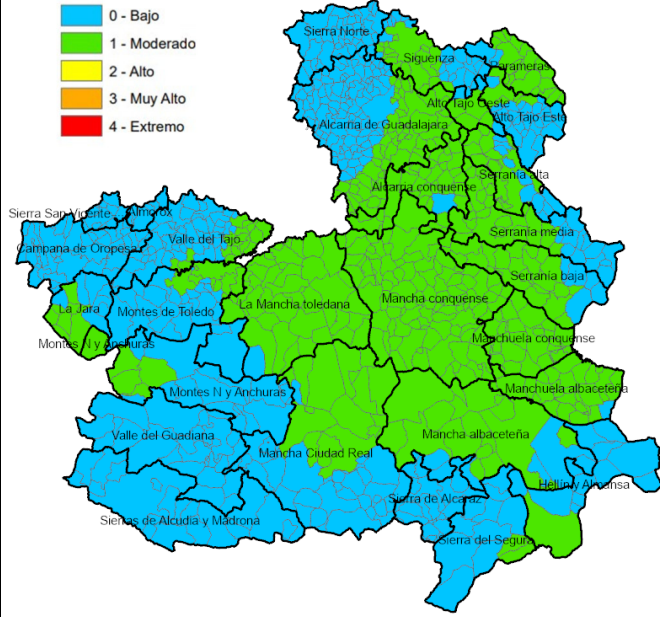 0 - Bajo
1 - Moderado
2 - Alto
3 - Muy Alto
4 - Extremo
Sierra Norte
Sigüenza
Parameras
Alto Tajo Oeste
Alto Tajo Este
Alcarria de Guadalajara
Serranía alta
Alcarria conquense
Sierra San Vicente
Almorox
Serranía media
Valle del Tajo
Campana de Oropesa
Serranía baja
Mancha conquense
La Mancha toledana
La Jara
Montes de Toledo
Manchuela conquense
Montes N y Anchuras
Manchuela albaceteña
Montes N y Anchuras
Valle del Guadiana
Mancha albaceteña
Mancha Ciudad Real
Hellín y Almansa
Sierra de Alcaraz
Sierras de Alcudia y Madrona
Sierra del Segura